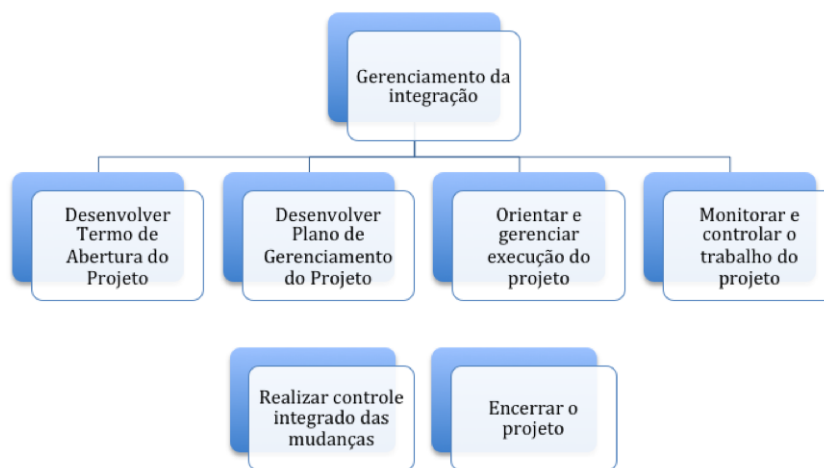 Gerenciamento da
integração
Desenvolver
Termo de
Abertura do
Projeto
Desenvolver
Plano de
Gerenciamento
do Projeto
Orientar e
gerenciar
execução do
projeto
Monitorar e
controlar o
trabalho do
projeto
Realizar controle
integrado das
mudanças
Encerrar o
projeto